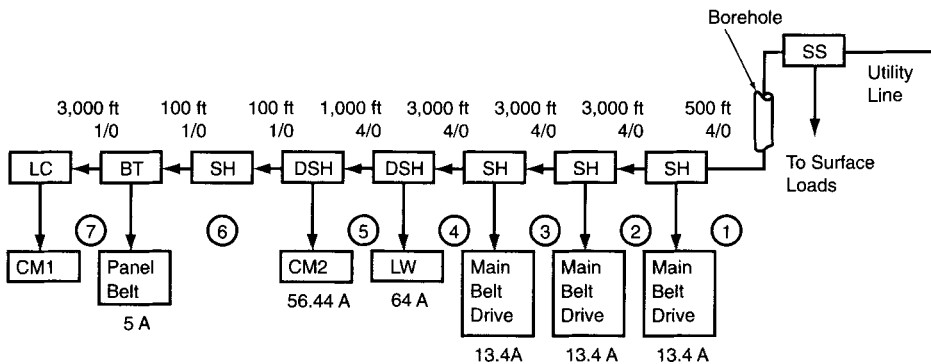 Borehole
SS
Utility
Line
To Surface
Loads
3,000 ft 100 ft 100 ft 1,000 ft 3,000 ft 3,000 ft 3,000 ft 500 ft
1/0 1/0 1/0 4/0 4/0 4/0 4/0 4/0
LC BT SH DSH DSH SH SH SH
7 6 5 4 3 2 1
CM1
Panel
Belt
5 A
CM2
56.44 A
LW
64 A
Main
Belt
Drive
13.4A
Main
Belt
Drive
13.4 A
Main
Belt
Drive
13.4 A